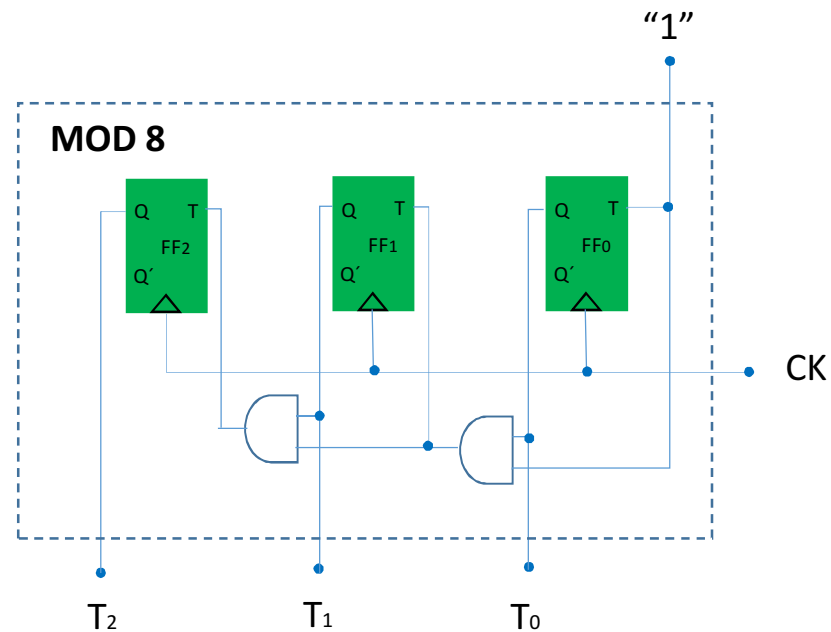 “1”
MOD 8
Q T
FF2
Q´
Q T
FF1
Q´
Q T
FF0
Q´
CK
T2
T1
T0